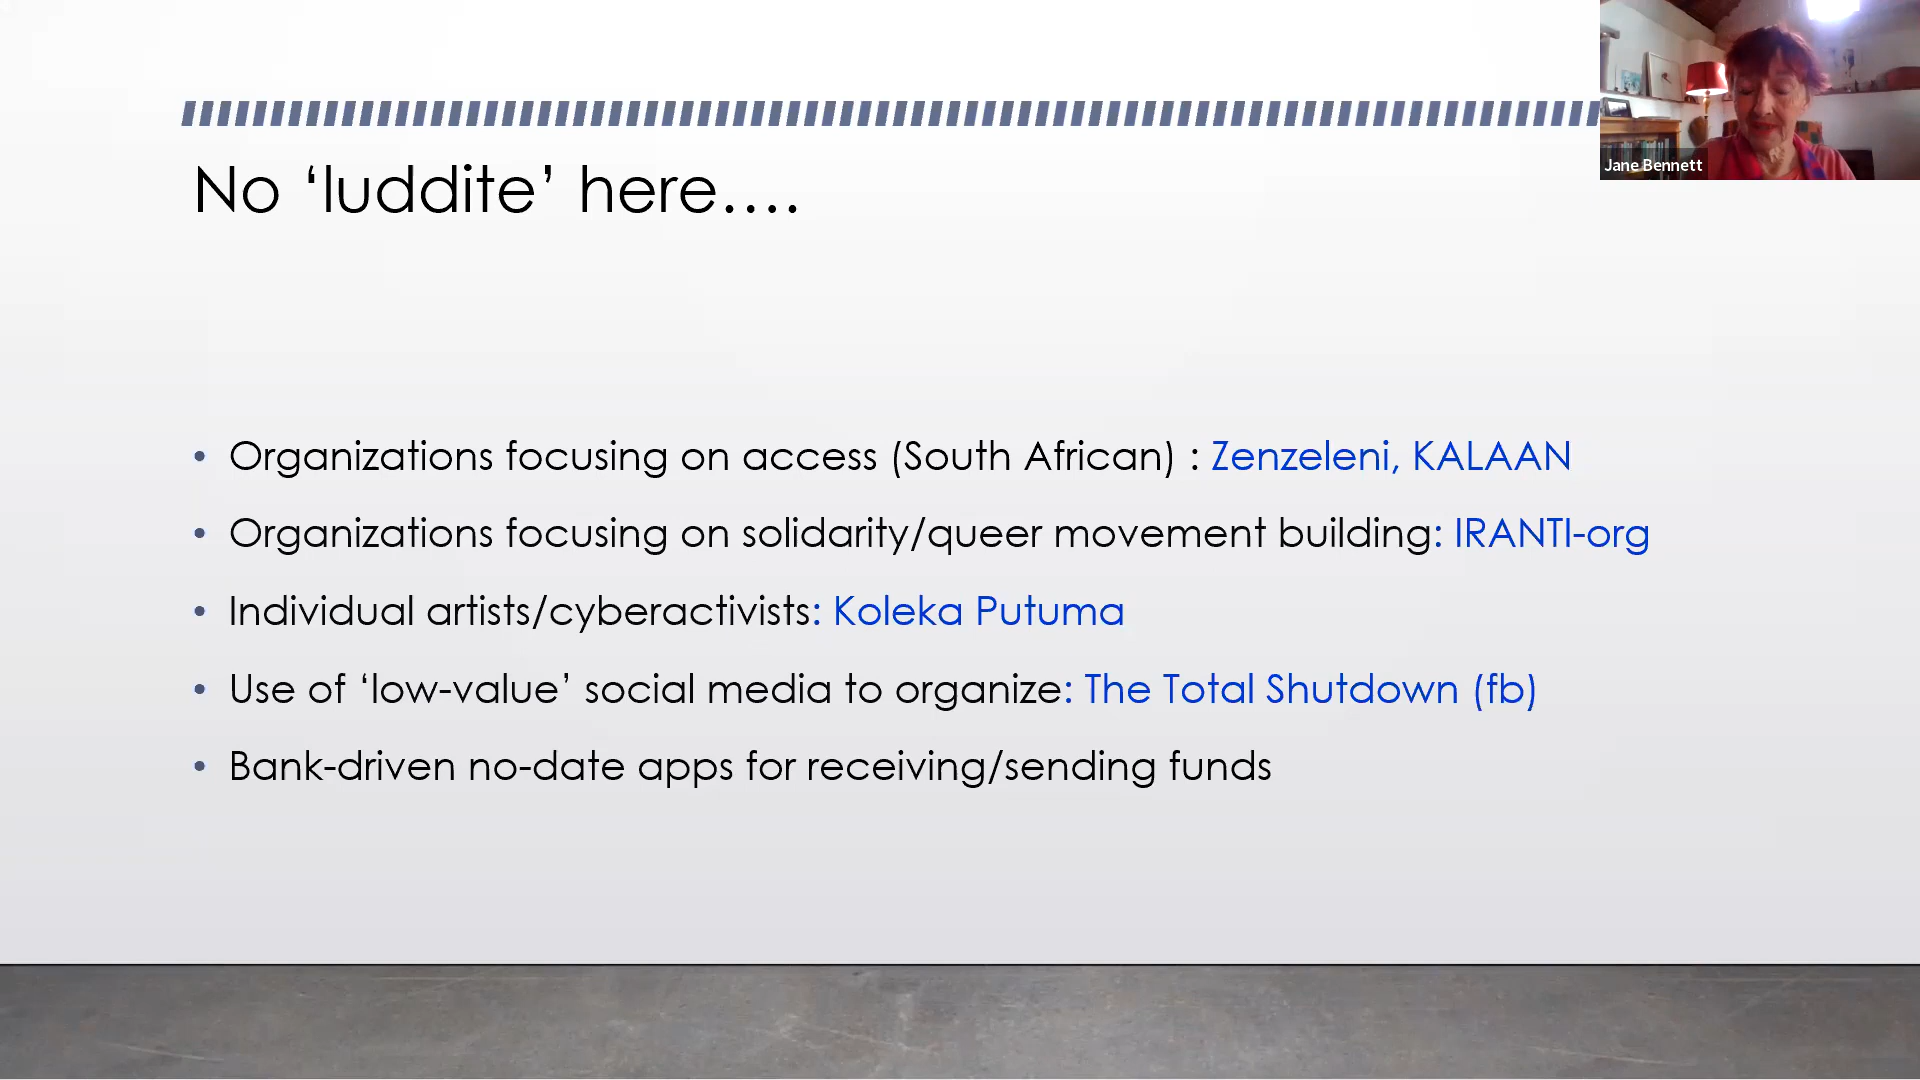 No ‘luddite’ here….
• Organizations focusing on access (South African) : Zenzeleni, KALAAN
• Organizations focusing on solidarity/queer movement building: IRANTI-org
• Individual artists/cyberactivists: Koleka Putuma
• Use of ‘low-value’ social media to organize: The Total Shutdown (fb)
• Bank-driven no-date apps for receiving/sending funds
Jane Bennett